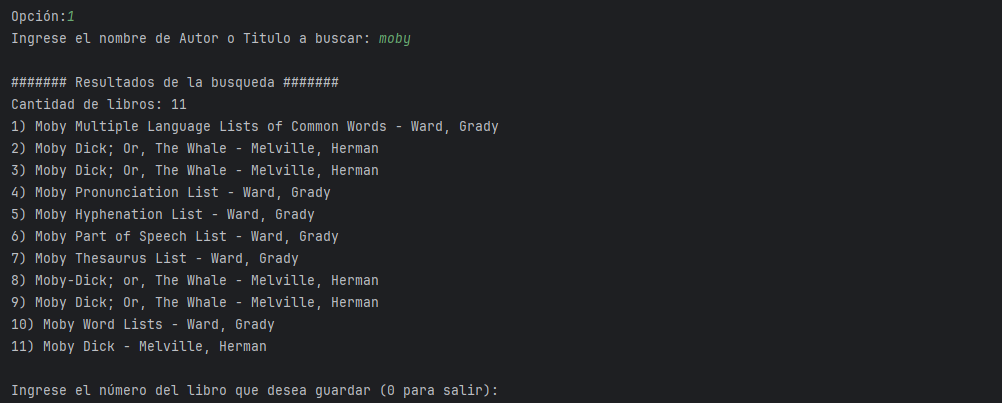 Opción:1
Ingrese el nombre de Autor o Titulo a buscar: moby
####### Resultados de la busqueda #######
Cantidad de libros: 11
1) Moby Multiple Language Lists of Common Words - Ward, Grady
2) Moby Dick; Or, The Whale - Melville, Herman
3) Moby Dick; Or, The Whale - Melville, Herman
4) Moby Pronunciation List - Ward, Grady
5) Moby Hyphenation List - Ward, Grady
6) Moby Part of Speech List - Ward, Grady
7) Moby Thesaurus List - Ward, Grady
8) Moby-Dick; or, The Whale - Melville, Herman
9) Moby Dick; Or, The Whale - Melville, Herman
10) Moby Word Lists - Ward, Grady
11) Moby Dick - Melville, Herman
Ingrese el número del libro que desea guardar (0 para salir):